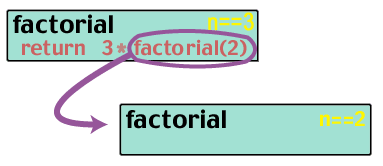 factorial n==3
return 3*factorial(2)
factorial n==2